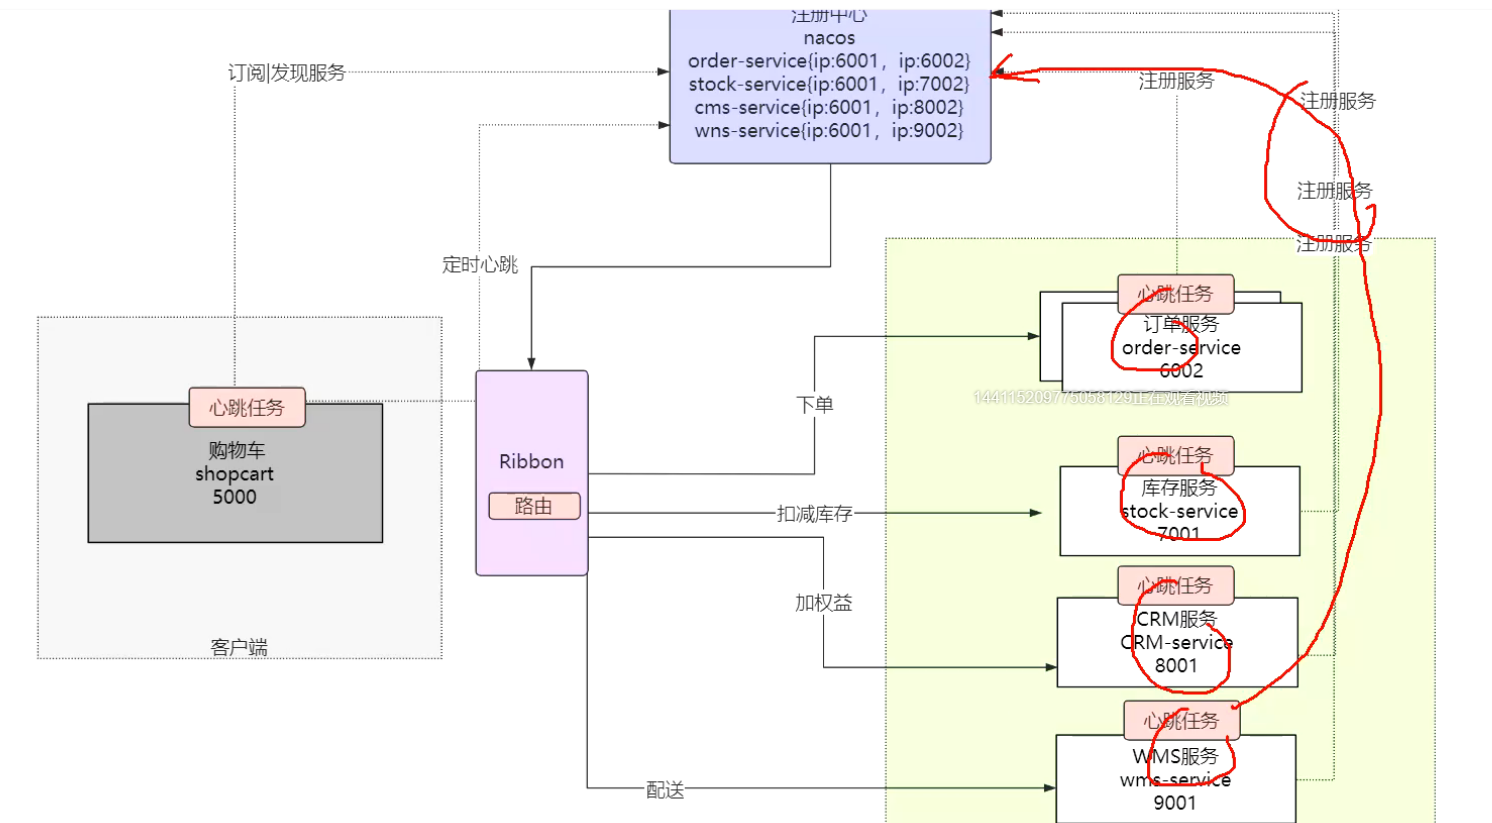 注册中心
nacos
order-service{ip:6001，ip:6002}
stock-service{ip:6001，ip:7002}
cms-service{ip:6001，ip:8002}
wns-service{ip:6001，ip:9002}
订阅|发现服务
注册服务
注册服务
注册服务
注册服务
定时心跳
心跳任务
订单服务
order-service
6002
144115209775058129正在观看视频
下单
心跳任务
购物车
shopcart
5000
客户端
Ribbon
路由
心跳任务
库存服务
stock-service
7001
扣减库存
心跳任务
CRM服务
CRM-service
8001
加权益
心跳任务
WMS服务
wms-service
9001
配送